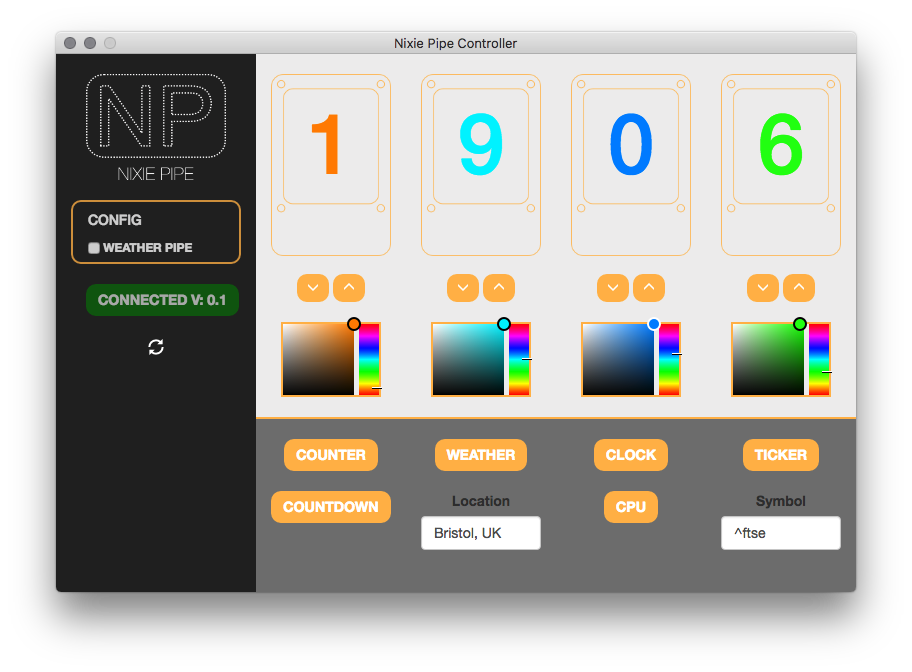 Nixie Pipe Controller
NP
NIXIE PIPE
CONFIG
WEATHER PIPE
CONNECTED V: 0.1
1 9 0 6
COUNTER WEATHER CLOCK TICKER
COUNTDOWN Location CPU Symbol
Bristol, UK ^ftse